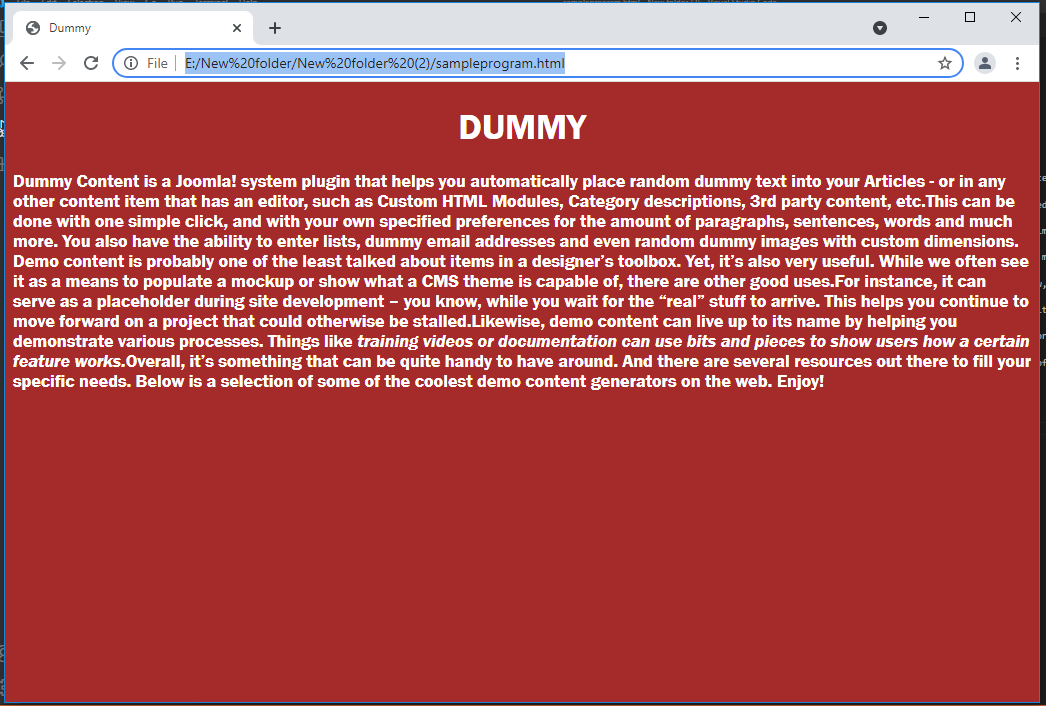 Dummy
File
E:/New%20folder/New%20folder%20(2)/sampleprogram.html
DUMMY
Dummy Content is a Joomla! system plugin that helps you automatically place random dummy text into your Articles - or in any
other content item that has an editor, such as Custom HTML Modules, Category descriptions, 3rd party content, etc.This can be
done with one simple click, and with your own specified preferences for the amount of paragraphs, sentences, words and much
more. You also have the ability to enter lists, dummy email addresses and even random dummy images with custom dimensions.
Demo content is probably one of the least talked about items in a designer’s toolbox. Yet, it’s also very useful. While we often see
it as a means to populate a mockup or show what a CMS theme is capable of, there are other good uses.For instance, it can
serve as a placeholder during site development – you know, while you wait for the “real” stuff to arrive. This helps you continue to
move forward on a project that could otherwise be stalled.Likewise, demo content can live up to its name by helping you
demonstrate various processes. Things like training videos or documentation can use bits and pieces to show users how a certain
feature works.Overall, it’s something that can be quite handy to have around. And there are several resources out there to fill your
specific needs. Below is a selection of some of the coolest demo content generators on the web. Enjoy!